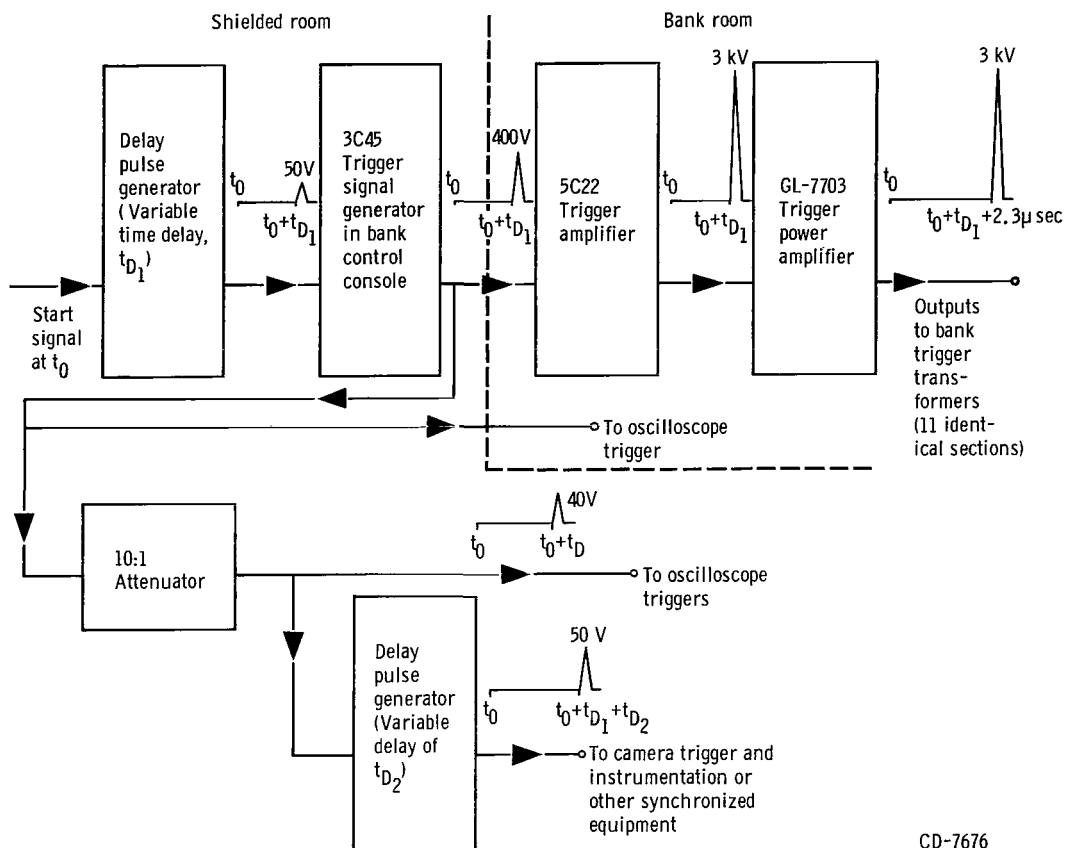 Shielded room
Bank room
Delay
pulse
generator
(Variable
time delay,
tD1)
50V
t0
t0+tD1
3C45
Trigger
signal
generator
in bank
control
console
400V
t0
t0+tD1
5C22
Trigger
amplifier
3 kV
t0
t0+tD1
GL-7703
Trigger
power
amplifier
3 kV
t0
t0+tD1+2.3μ sec
Start
signal
at t0
Outputs
to bank
trigger
trans-
formers
(11 ident-
ical sections)
To oscilloscope
trigger
10:1
Attenuator
40V
t0
t0+tD
To oscilloscope
triggers
Delay
pulse
generator
(Variable
delay of
tD2)
50 V
t0
t0+tD1+tD2
To camera trigger and
instrumentation or
other synchronized
equipment
CD-7676